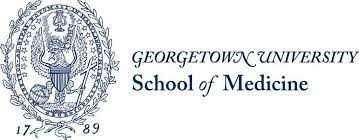 GEORGETOWN UNIVERSITY
School of Medicine
17 89